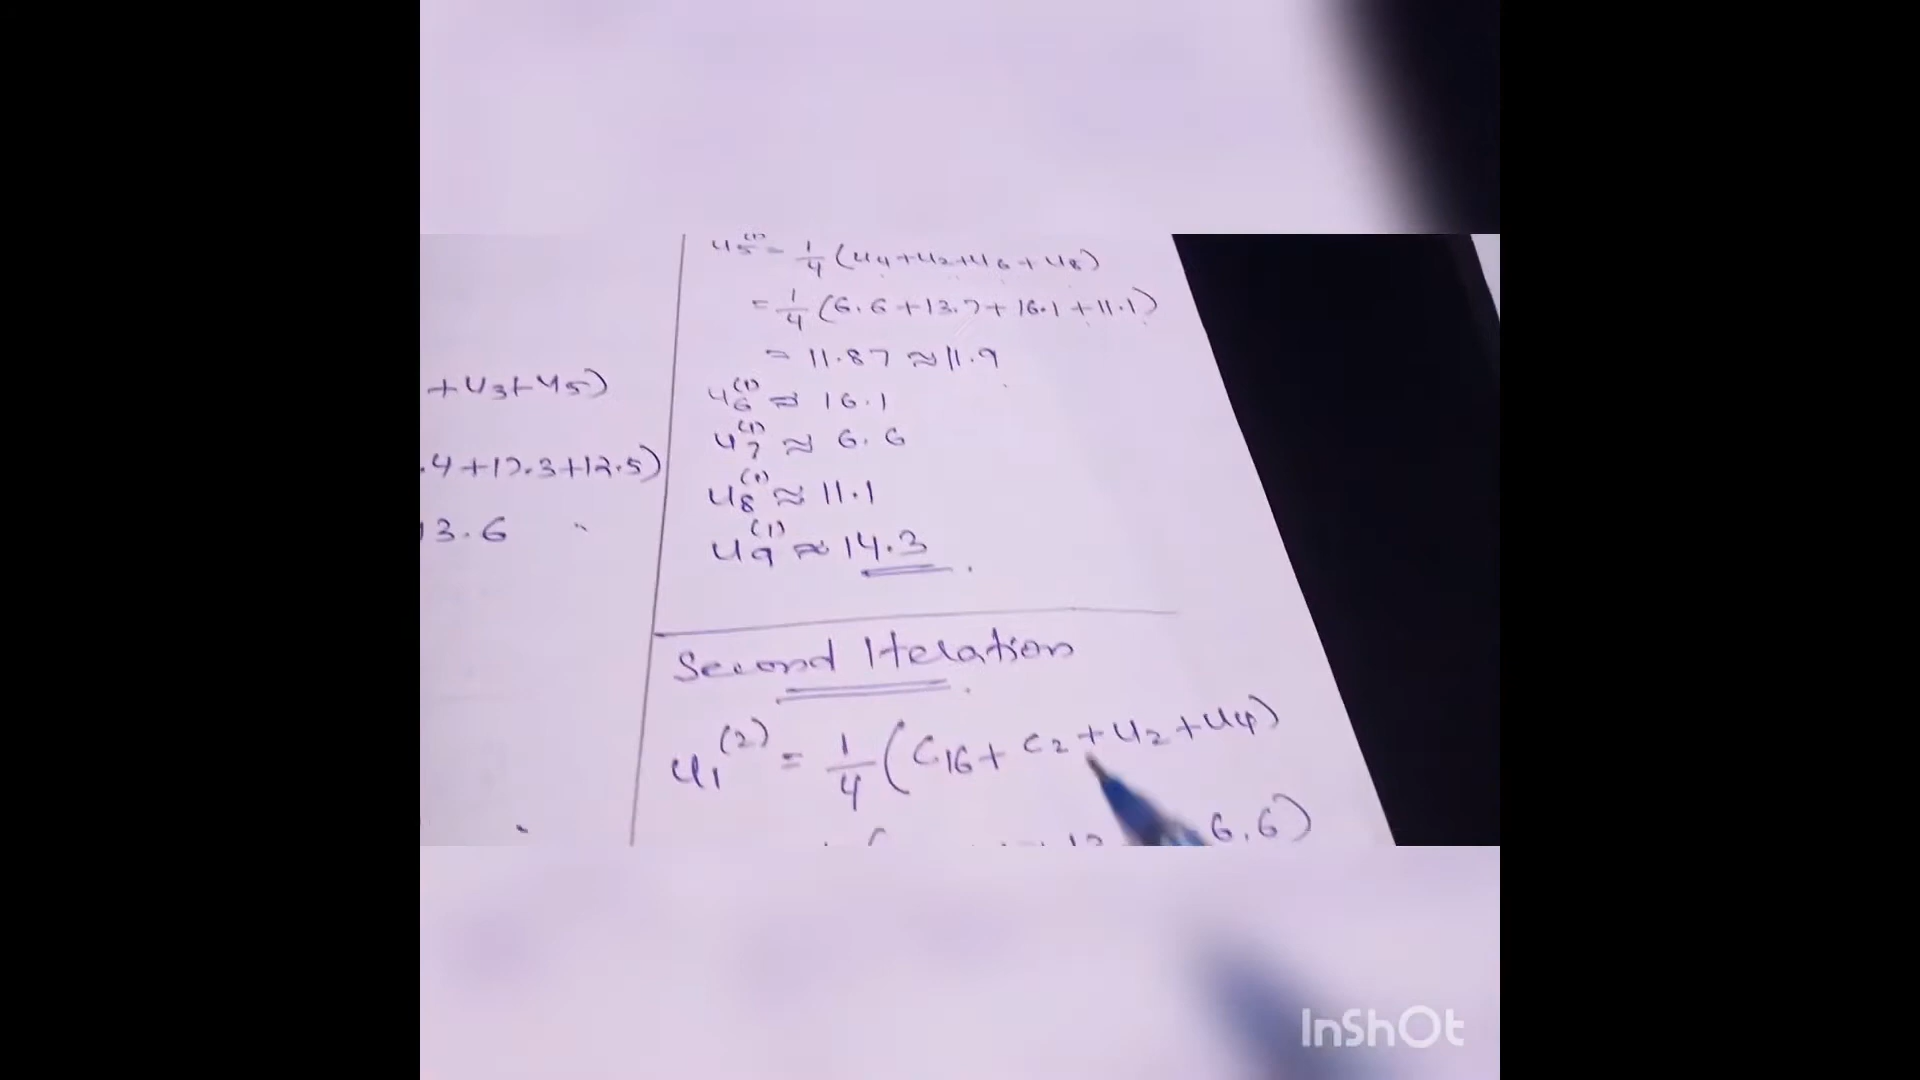 +u3+u5)
.4+17.3+12.5)
13.6
u5^(1) = 1/4 (u4+u2+u6+u8)
= 1/4 (6.6+13.7+16.1+11.1)
= 11.87 ≈ 11.9
u6^(1) ≈ 16.1
u7^(1) ≈ 6.6
u8^(1) ≈ 11.1
u9^(1) ≈ 14.3
Second Iteration
u1^(2) = 1/4 (C16+C2+u2+u4)
6.6)
InShOt